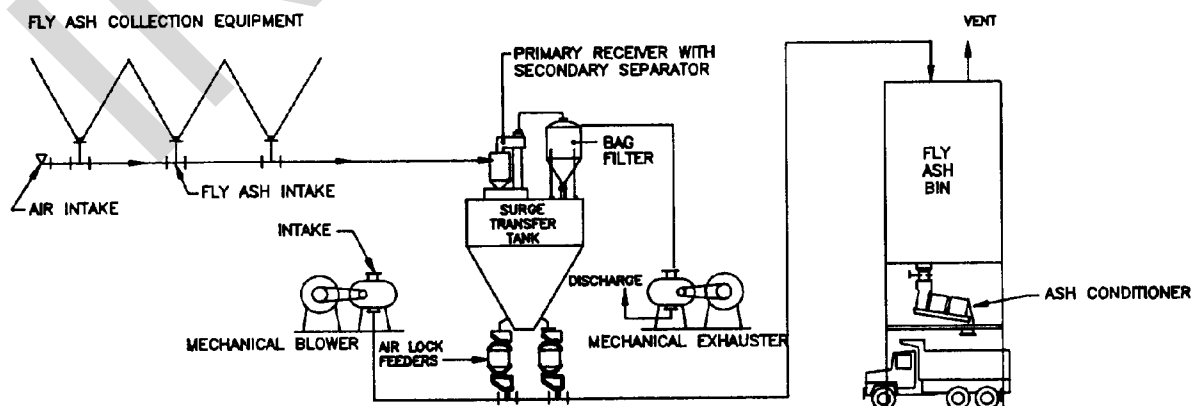 FLY ASH COLLECTION EQUIPMENT
VENT
PRIMARY RECEIVER WITH
SECONDARY SEPARATOR
BAG
FILTER
FLY
ASH
BIN
FLY ASH INTAKE
AIR INTAKE
SURGE
TRANSFER
TANK
INTAKE
DISCHARGE
ASH CONDITIONER
MECHANICAL BLOWER
AIR LOCK
FEEDERS
MECHANICAL EXHAUSTER